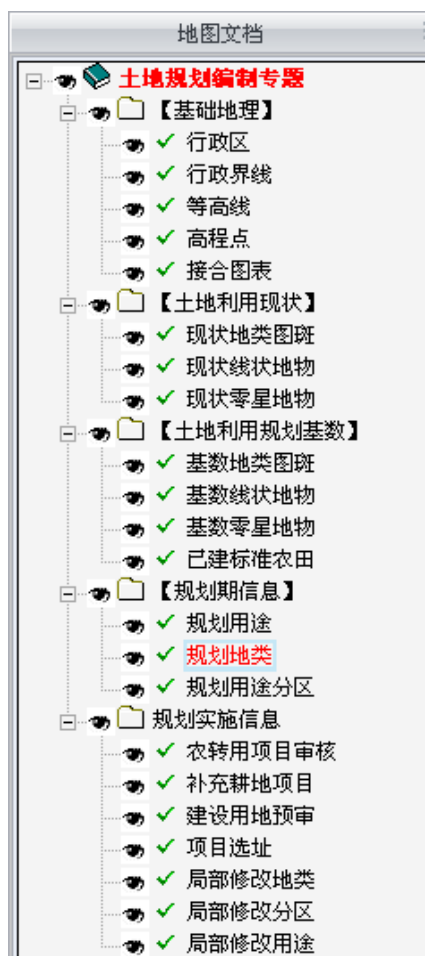 地图文档
土地规划编制专题
【基础地理】
行政区
行政界线
等高线
高程点
接合图表
【土地利用现状】
现状地类图斑
现状线状地物
现状零星地物
【土地利用规划基数】
基数地类图斑
基数线状地物
基数零星地物
已建标准农田
【规划期信息】
规划用途
规划地类
规划用途分区
规划实施信息
农转用项目审核
补充耕地项目
建设用地预审
项目选址
局部修改地类
局部修改分区
局部修改用途